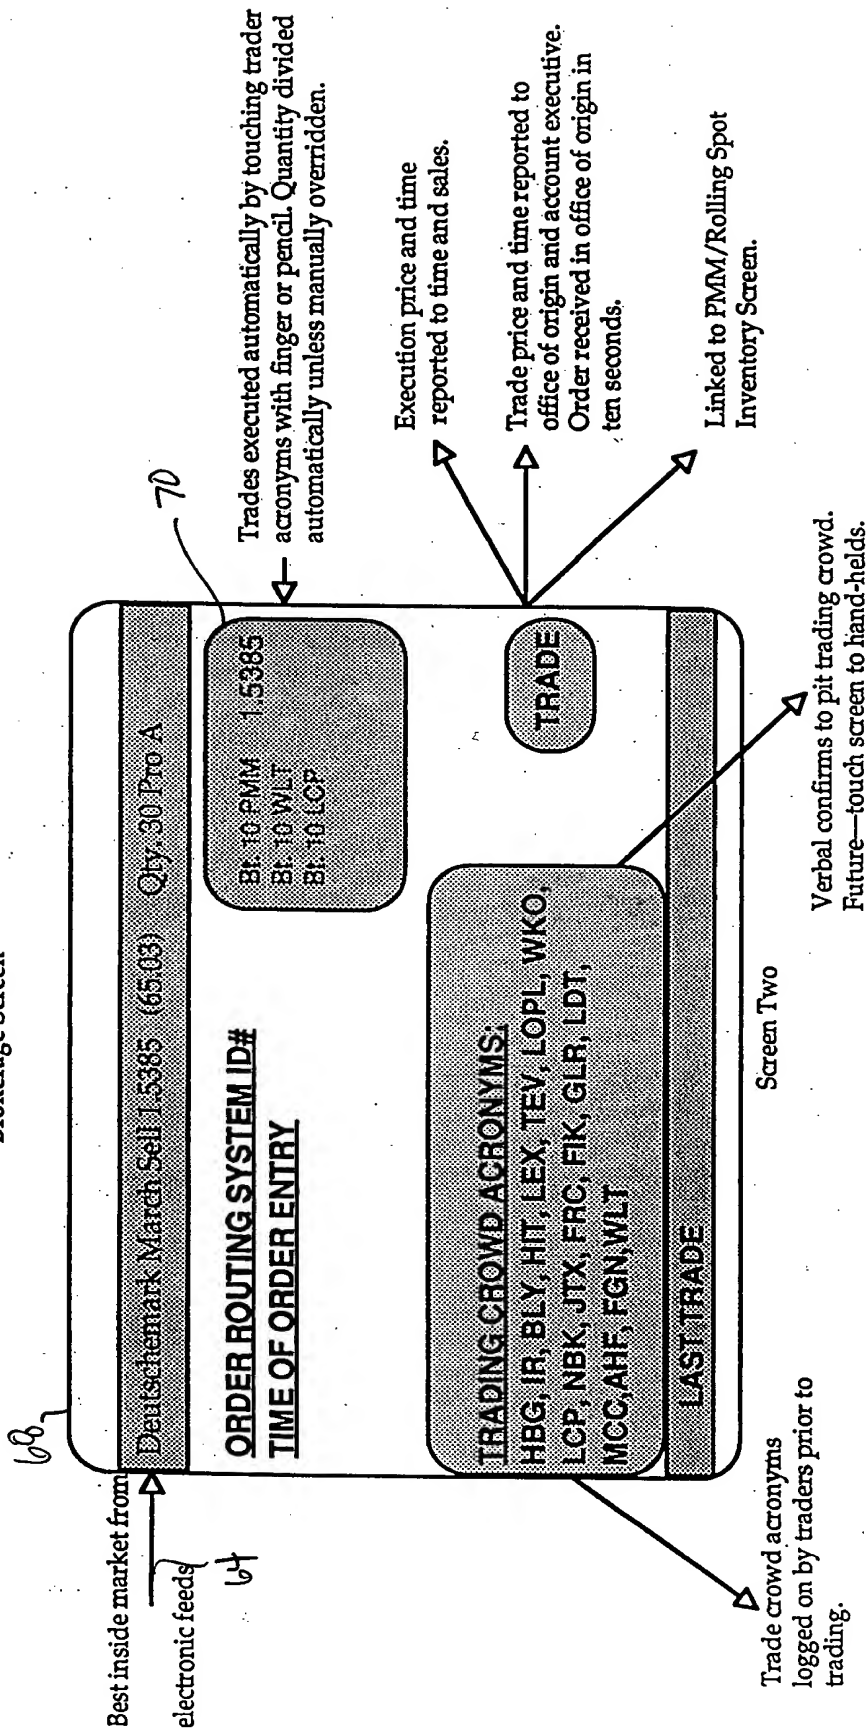 Brokerage Screen
68
Best inside market from
electronic feeds
64
Deutschemark March Sell 1.5385 (65.03) Qty. 30 Pro A
ORDER ROUTING SYSTEM ID#
TIME OF ORDER ENTRY
Bt. 10 PMM 1.5385
Bt. 10 WLT
Bt. 10 LCP
70
Trades executed automatically by touching trader
acronyms with finger or pencil. Quantity divided
automatically unless manually overridden.
TRADING CROWD ACRONYMS:
HBG, IR, BLY, HIT, LEX, TEV, LOPL, WKO,
LCP, NBK, JTX, FRC, FIK, GLR, LDT,
MCC,AHF, FGN,WLT
TRADE
Execution price and time
reported to time and sales.
Trade price and time reported to
office of origin and account executive.
Order received in office of origin in
ten seconds.
Linked to PMM/Rolling Spot
Inventory Screen.
LAST TRADE
Trade crowd acronyms
logged on by traders prior to
trading.
Screen Two
Verbal confirms to pit trading crowd.
Future—touch screen to hand-helds.